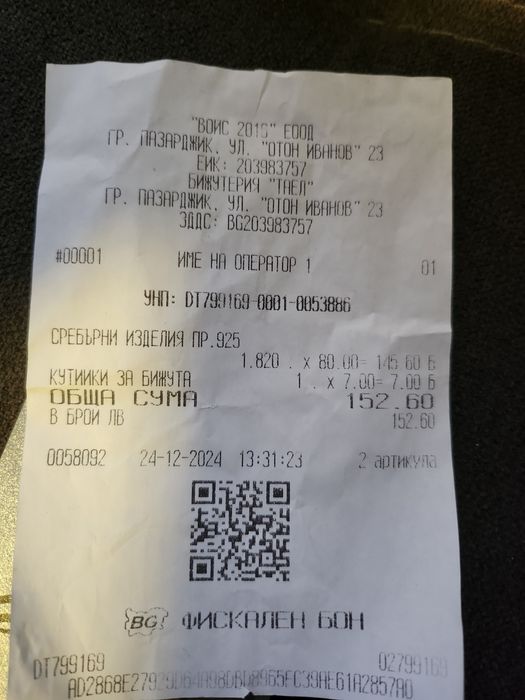 "ВОИС 2016" ЕООД
ГР. ПАЗАРДЖИК, УЛ. "ОТОН ИВАНОВ" 23
ЕИК: 203983757
БИЖУТЕРИЯ "ТАЕЛ"
ГР. ПАЗАРДЖИК, УЛ. "ОТОН ИВАНОВ" 23
ЗДДС: BG203983757
#00001 ИМЕ НА ОПЕРАТОР 1 01
УНП: DT799169-0001-0053886
СРЕБЪРНИ ИЗДЕЛИЯ ПР.925
1.820 . x 80.00= 145.60 Б
КУТИИКИ ЗА БИЖУТА 1 . x 7.00= 7.00 Б
ОБЩА СУМА 152.60
В БРОИ ЛВ 152.60
0058092 24-12-2024 13:31:23 2 артикула
BG ФИСКАЛЕН БОН
DT799169 02799169